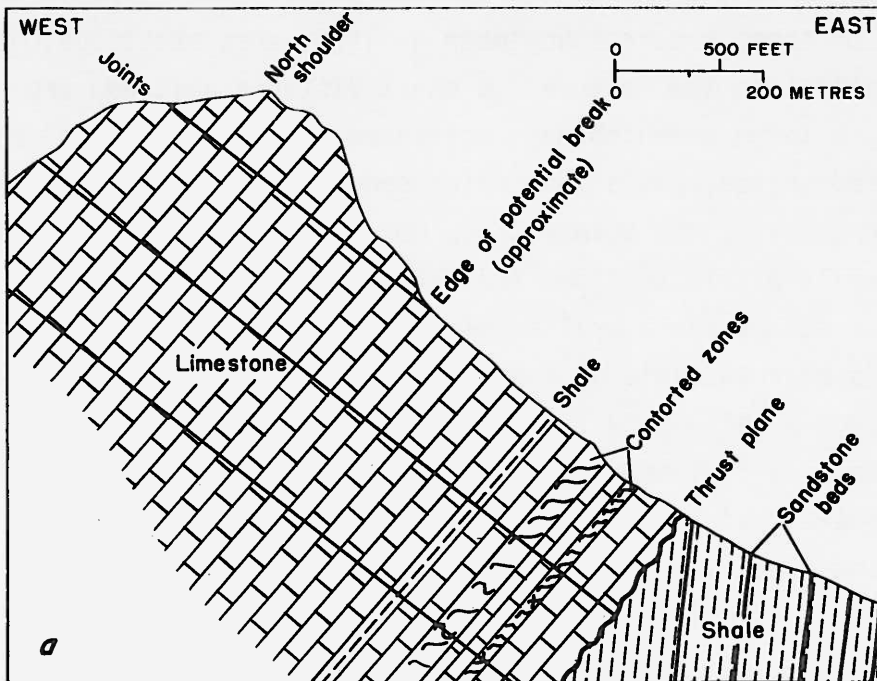 WEST
EAST
0 500 FEET
0 200 METRES
Joints
North
shoulder
Edge of potential break
(approximate)
Limestone
Shale
Contorted zones
Thrust plane
Sandstone
beds
Shale
a